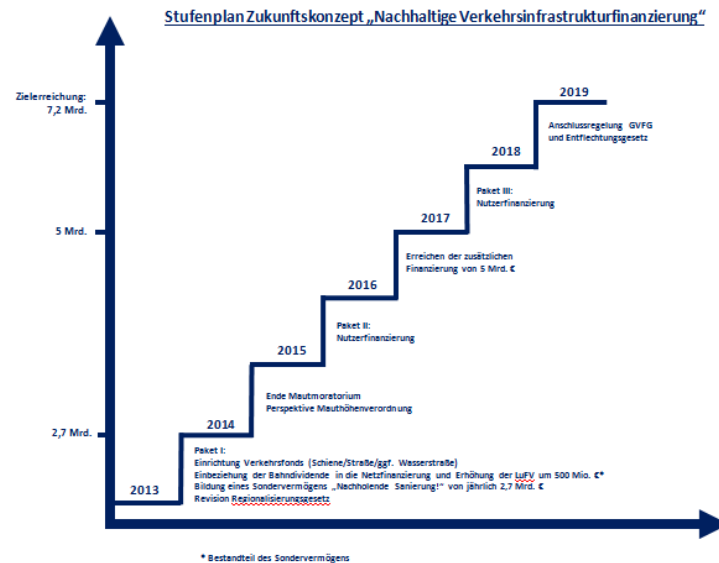 Stufenplan Zukunftskonzept „Nachhaltige Verkehrsinfrastrukturfinanzierung“
Zielerreichung:
7,2 Mrd.
2019
Anschlussregelung GVFG
und Entflechtungsgesetz
2018
Paket III:
Nutzerfinanzierung
5 Mrd.
2017
Erreichen der zusätzlichen
Finanzierung von 5 Mrd. €
2016
Paket II:
Nutzerfinanzierung
2015
Ende Mautmoratorium
Perspektive Mauthöhenverordnung
2,7 Mrd.
2014
Paket I:
Einrichtung Verkehrsfonds (Schiene/Straße/ggf. Wasserstraße)
Einbeziehung der Bahndividende in die Netzfinanzierung und Erhöhung der LuFV um 500 Mio. €*
Bildung eines Sondervermögens „Nachholende Sanierung!“ von jährlich 2,7 Mrd. €
Revision Regionalisierungsgesetz
2013
* Bestandteil des Sondervermögens